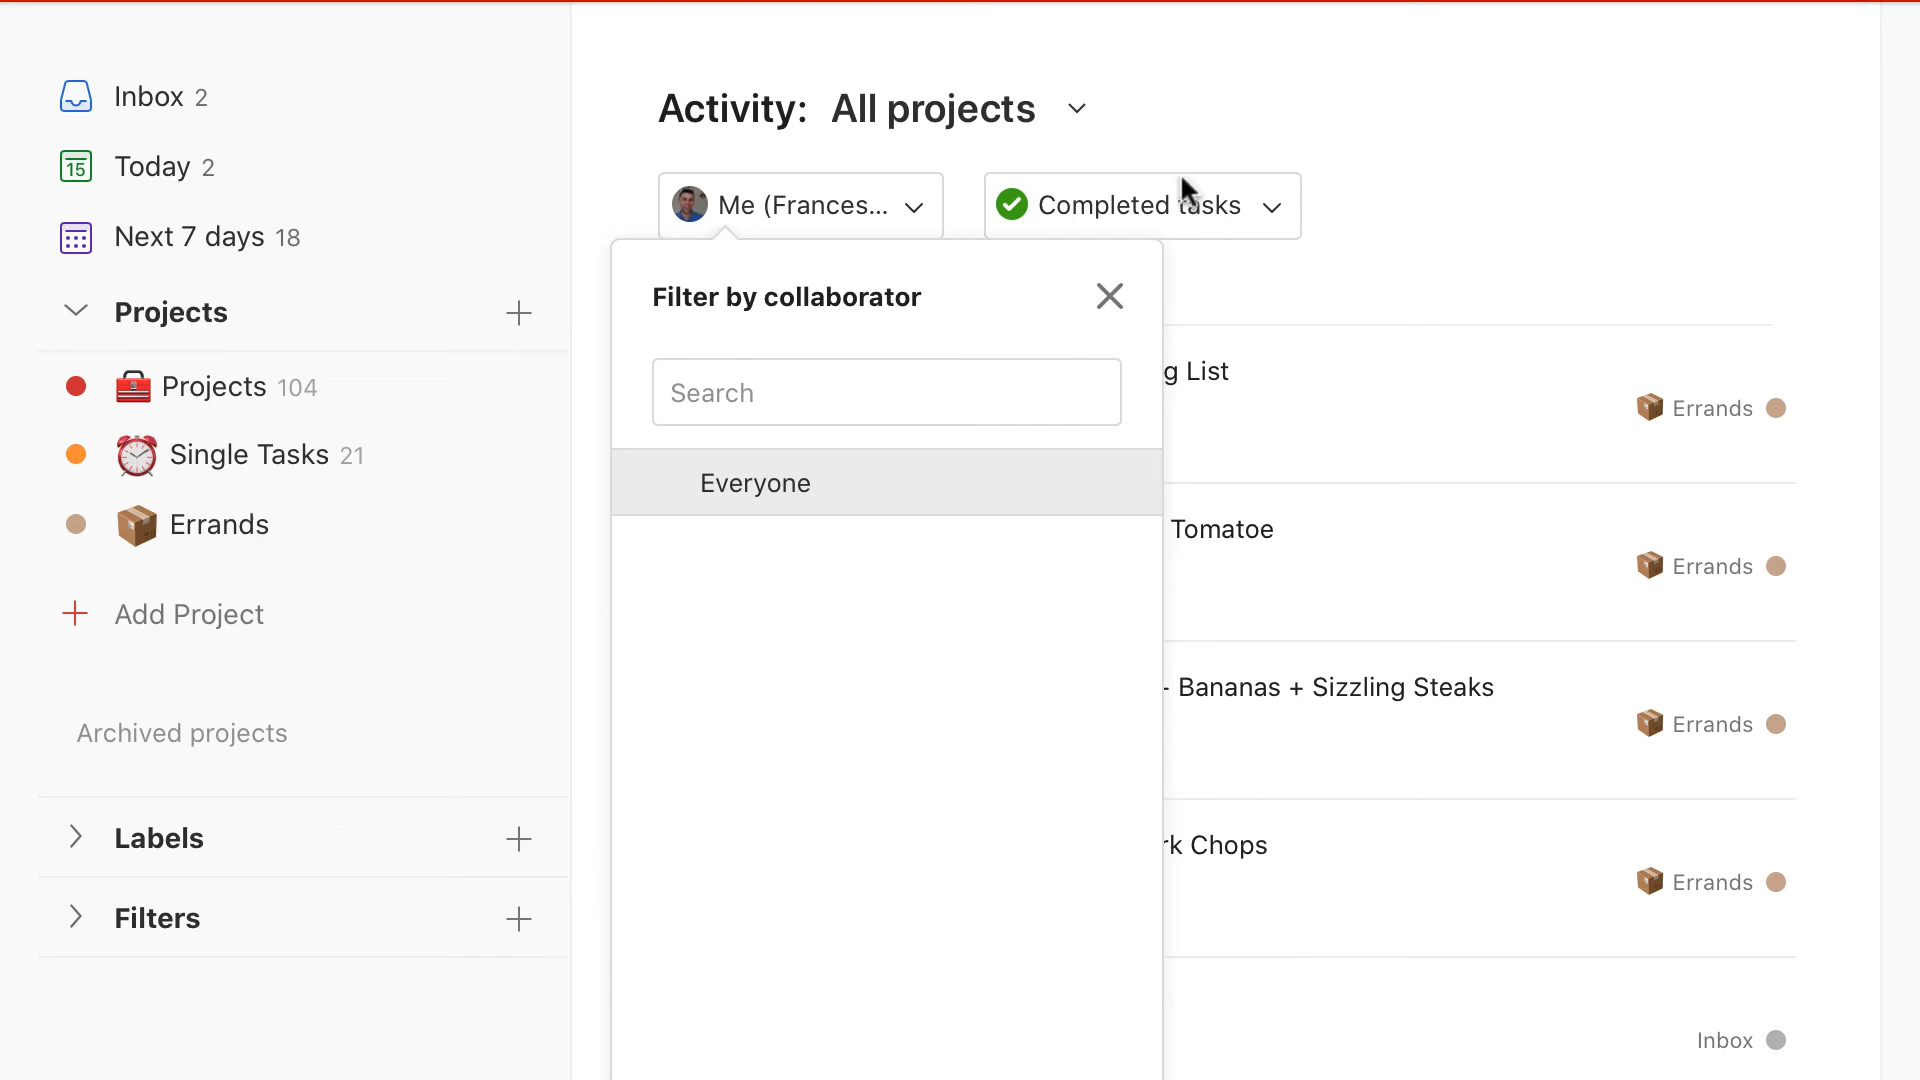 Inbox 2
15
Today 2
Next 7 days 18
Projects
Projects 104
Single Tasks 21
Errands
Add Project
Archived projects
Labels
Filters
Activity: All projects
Me (Frances...
Completed tasks
Filter by collaborator
Search
Everyone
g List
Errands
Tomatoe
Errands
- Bananas + Sizzling Steaks
Errands
rk Chops
Errands
Inbox